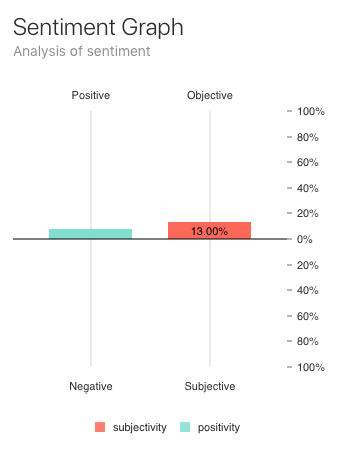 Sentiment Graph
Analysis of sentiment
Positive
Objective
100%
80%
60%
40%
20%
13.00%
0%
20%
40%
60%
80%
100%
Negative
Subjective
subjectivity
positivity